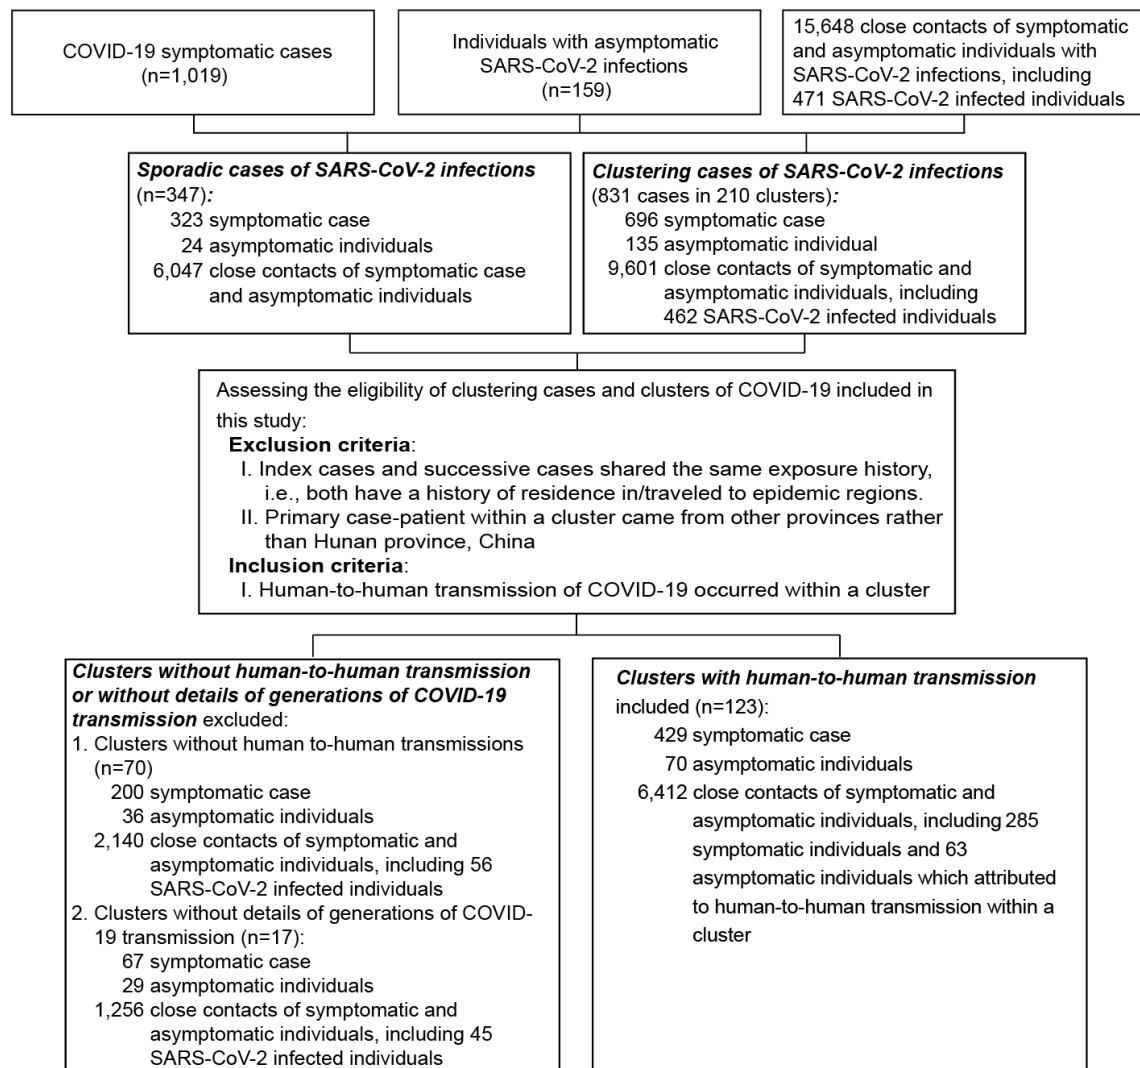 COVID-19 symptomatic cases
(n=1,019)
Individuals with asymptomatic
SARS-CoV-2 infections
(n=159)
15,648 close contacts of symptomatic
and asymptomatic individuals with
SARS-CoV-2 infections, including
471 SARS-CoV-2 infected individuals
Sporadic cases of SARS-CoV-2 infections
(n=347):
323 symptomatic case
24 asymptomatic individuals
6,047 close contacts of symptomatic case
and asymptomatic individuals
Clustering cases of SARS-CoV-2 infections
(831 cases in 210 clusters):
696 symptomatic case
135 asymptomatic individual
9,601 close contacts of symptomatic and
asymptomatic individuals, including
462 SARS-CoV-2 infected individuals
Assessing the eligibility of clustering cases and clusters of COVID-19 included in
this study:
Exclusion criteria:
I. Index cases and successive cases shared the same exposure history,
i.e., both have a history of residence in/traveled to epidemic regions.
II. Primary case-patient within a cluster came from other provinces rather
than Hunan province, China
Inclusion criteria:
I. Human-to-human transmission of COVID-19 occurred within a cluster
Clusters without human-to-human transmission
or without details of generations of COVID-19
transmission excluded:
1. Clusters without human to-human transmissions
(n=70)
200 symptomatic case
36 asymptomatic individuals
2,140 close contacts of symptomatic and
asymptomatic individuals, including 56
SARS-CoV-2 infected individuals
2. Clusters without details of generations of COVID-
19 transmission (n=17):
67 symptomatic case
29 asymptomatic individuals
1,256 close contacts of symptomatic and
asymptomatic individuals, including 45
SARS-CoV-2 infected individuals
Clusters with human-to-human transmission
included (n=123):
429 symptomatic case
70 asymptomatic individuals
6,412 close contacts of symptomatic and
asymptomatic individuals, including 285
symptomatic individuals and 63
asymptomatic individuals which attributed
to human-to-human transmission within a
cluster